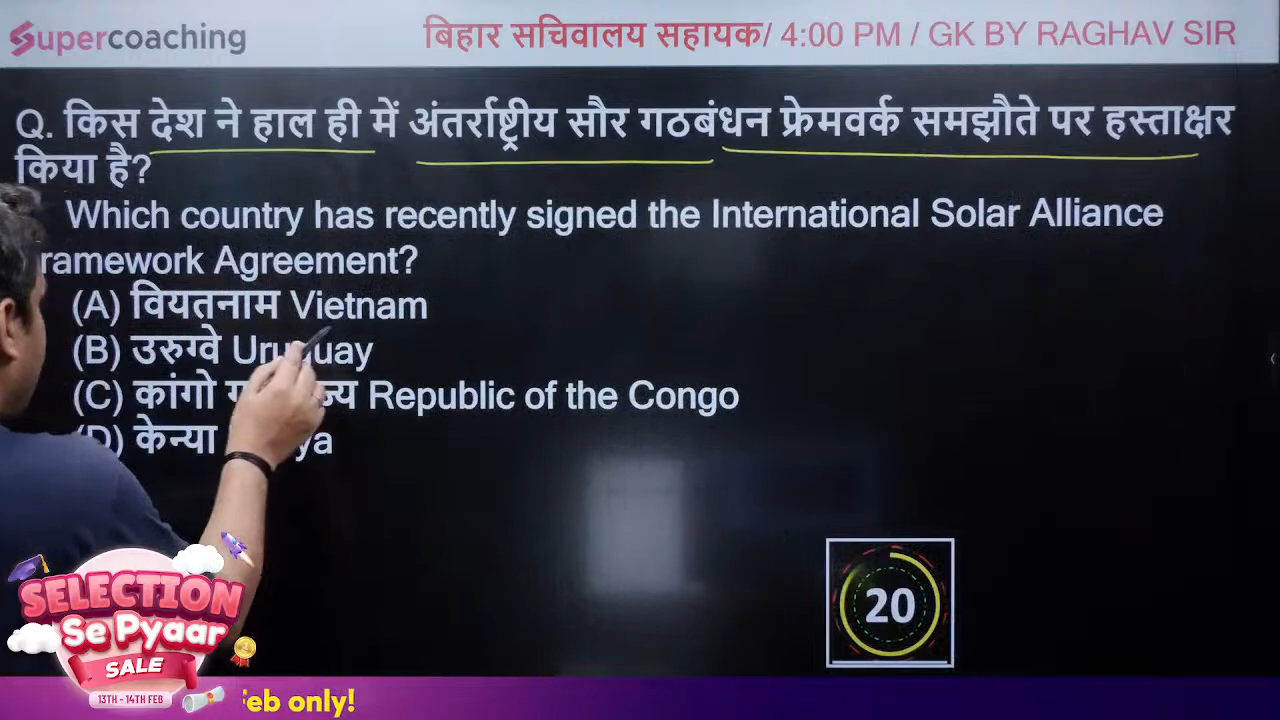 Supercoaching
बिहार सचिवालय सहायक/ 4:00 PM / GK BY RAGHAV SIR
Q. किस देश ने हाल ही में अंतर्राष्ट्रीय सौर गठबंधन फ्रेमवर्क समझौते पर हस्ताक्षर
किया है?
Which country has recently signed the International Solar Alliance
ramework Agreement?
(A) वियतनाम Vietnam
(B) उरुग्वे Uruguay
(C) कांगो Republic of the Congo
(D) केन्या
20
SELECTION
Se Pyaar
SALE
13TH - 14TH FEB
eb only!